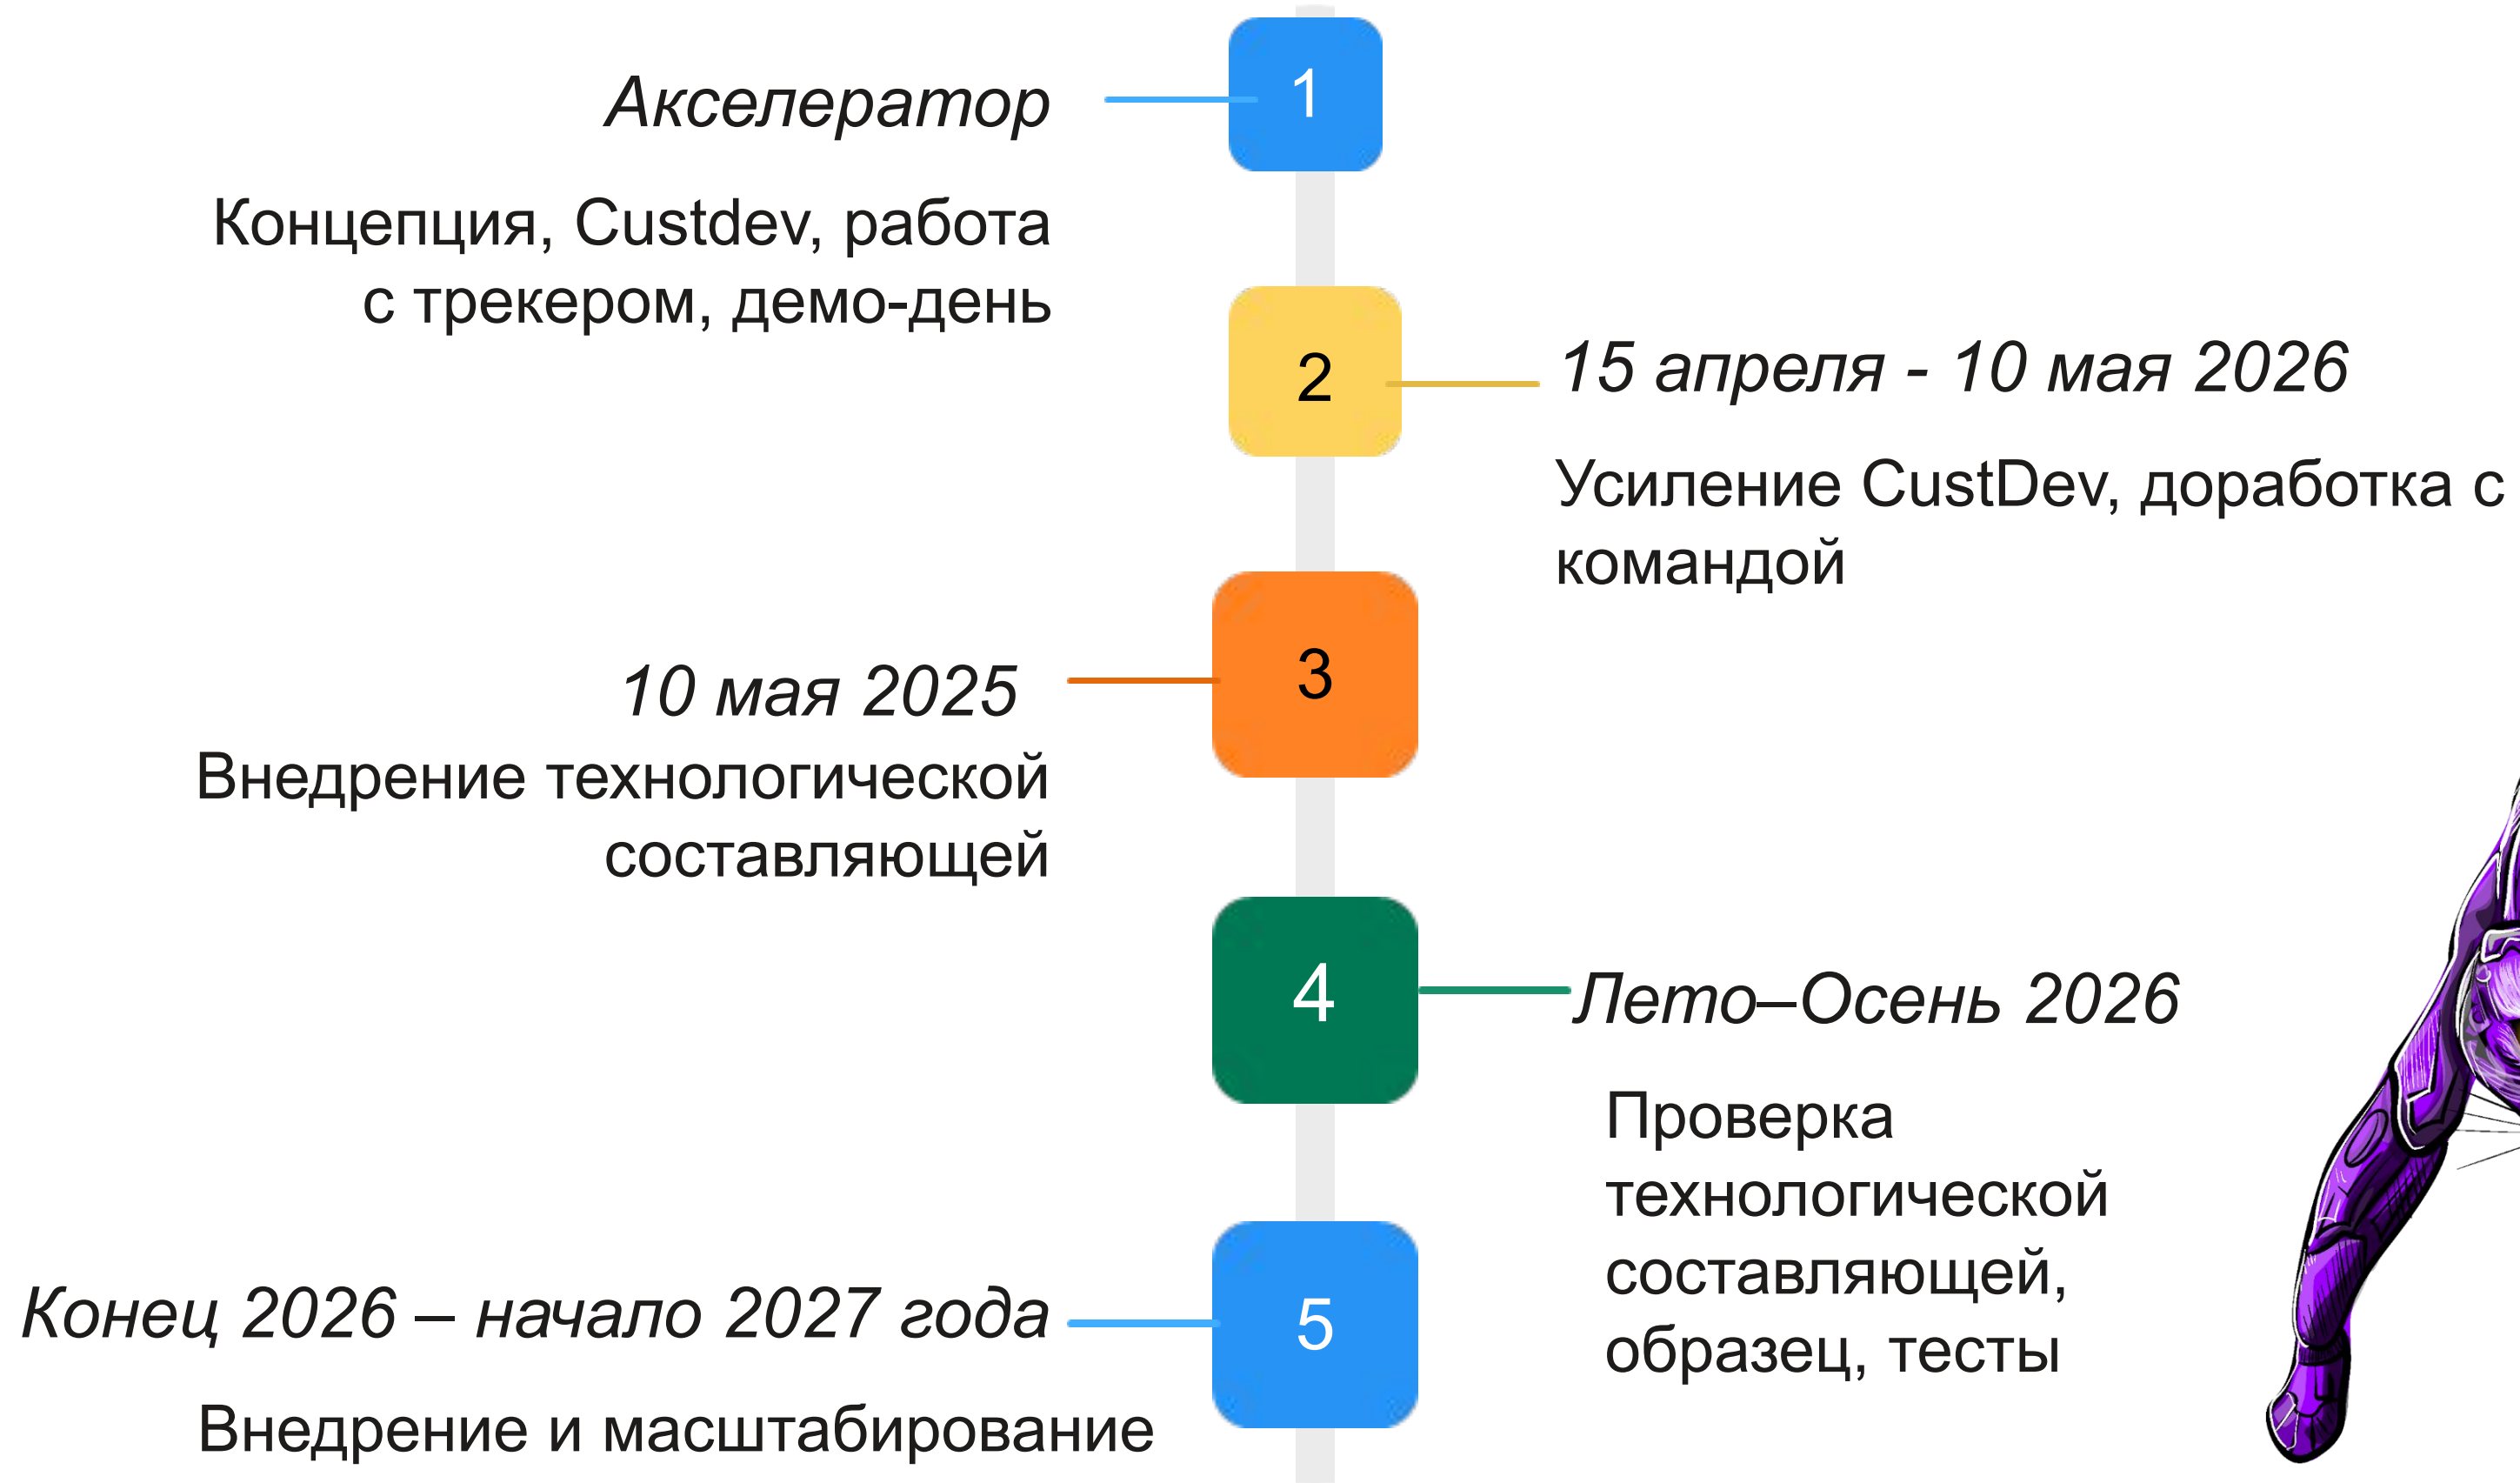 1
Акселератор
Концепция, Custdev, работа
с трекером, демо-день
2
15 апреля - 10 мая 2026
Усиление CustDev, доработка с
командой
3
10 мая 2025
Внедрение технологической
составляющей
4
Лето–Осень 2026
Проверка
технологической
составляющей,
образец, тесты
5
Конец 2026 – начало 2027 года
Внедрение и масштабирование